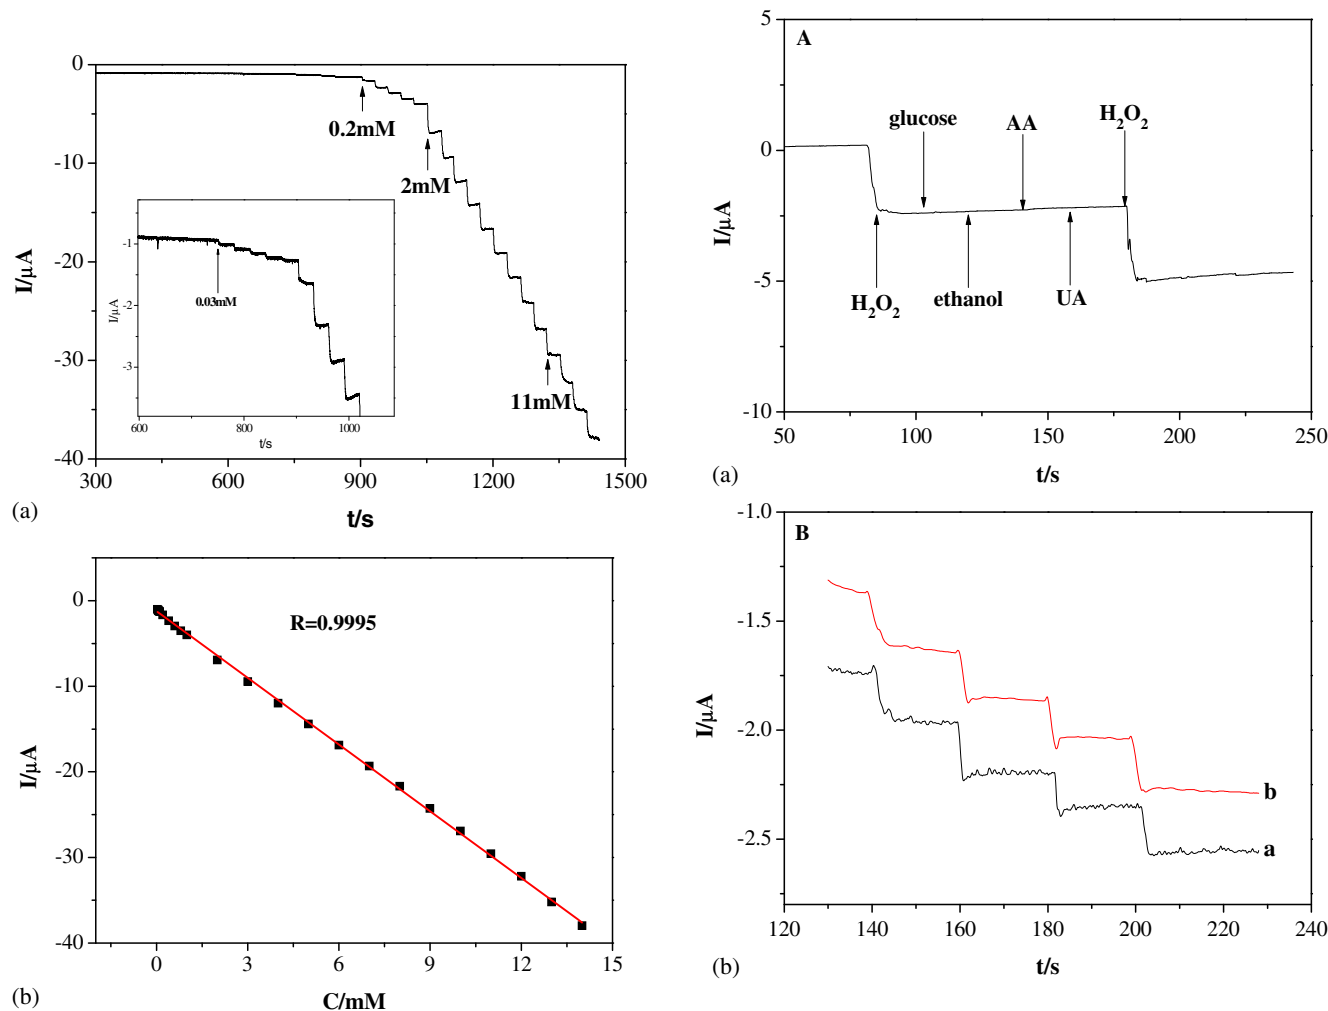 0
-10
-20
-30
-40
I/μA
300
600
900
1200
1500
t/s
0.2mM
2mM
11mM
-1
-2
-3
I/μA
600
800
1000
t/s
0.03mM
(a)
0
-10
-20
-30
-40
I/μA
0
3
6
9
12
15
C/mM
R=0.9995
(b)
A
5
0
-5
-10
I/μA
50
100
150
200
250
t/s
glucose
AA
H₂O₂
H₂O₂
ethanol
UA
(a)
B
-1.0
-1.5
-2.0
-2.5
I/μA
120
140
160
180
200
220
240
t/s
b
a
(b)